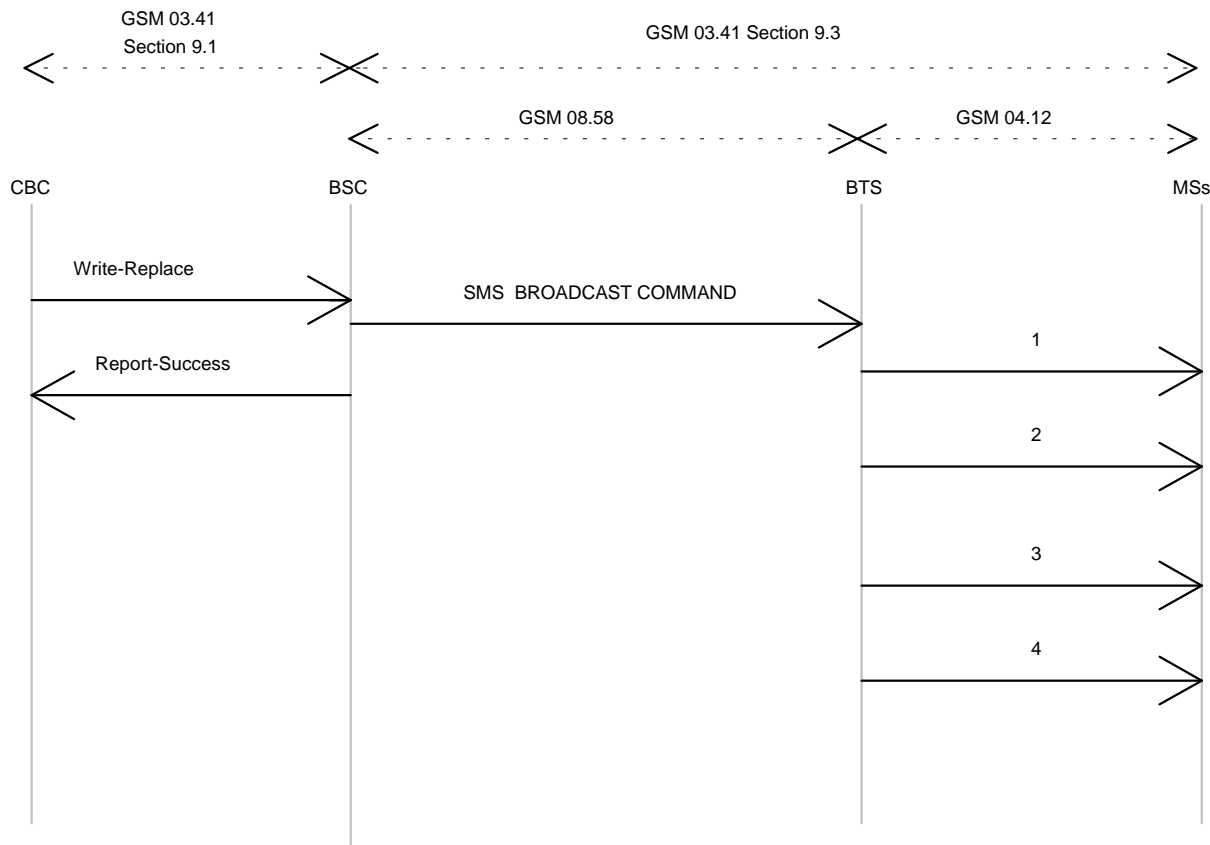 GSM 03.41
Section 9.1
GSM 03.41 Section 9.3
GSM 08.58
GSM 04.12
CBC
BSC
BTS
MSs
Write-Replace
SMS BROADCAST COMMAND
1
Report-Success
2
3
4